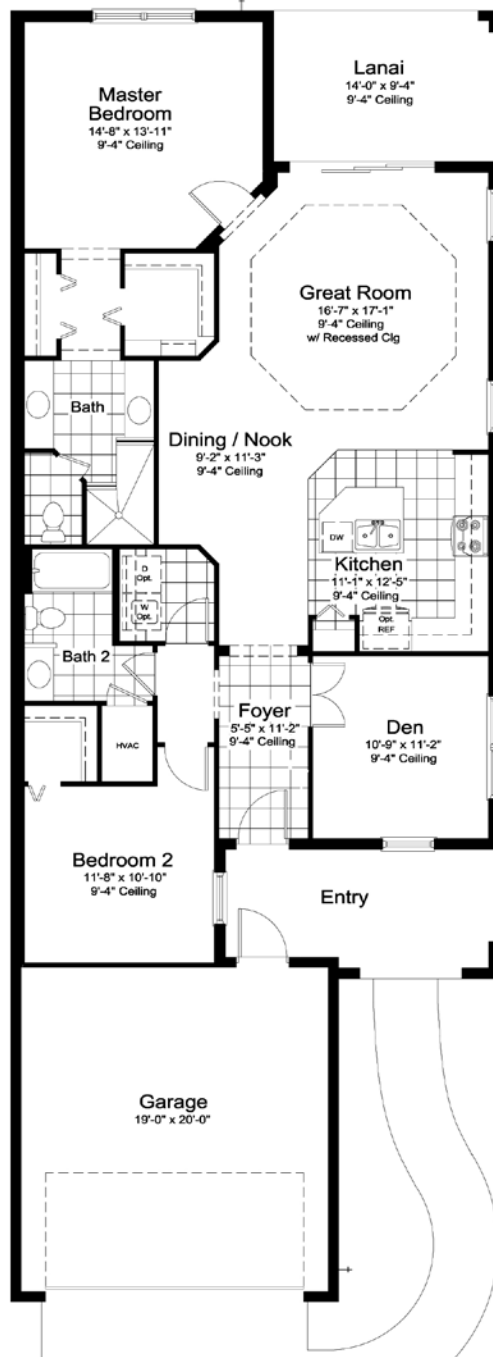 Master
Bedroom
14'-8" x 13'-11"
9'-4" Ceiling
Lanai
14'-0" x 9'-4"
9'-4" Ceiling
Great Room
16'-7" x 17'-1"
9'-4" Ceiling
w/ Recessed Clg
Bath
Dining / Nook
9'-2" x 11'-3"
9'-4" Ceiling
DW
Kitchen
11'-1" x 12'-5"
9'-4" Ceiling
Opt.
REF
D
Opt.
W
Opt.
Bath 2
HVAC
Foyer
5'-5" x 11'-2"
9'-4" Ceiling
Den
10'-9" x 11'-2"
9'-4" Ceiling
Bedroom 2
11'-8" x 10'-10"
9'-4" Ceiling
Entry
Garage
19'-0" x 20'-0"